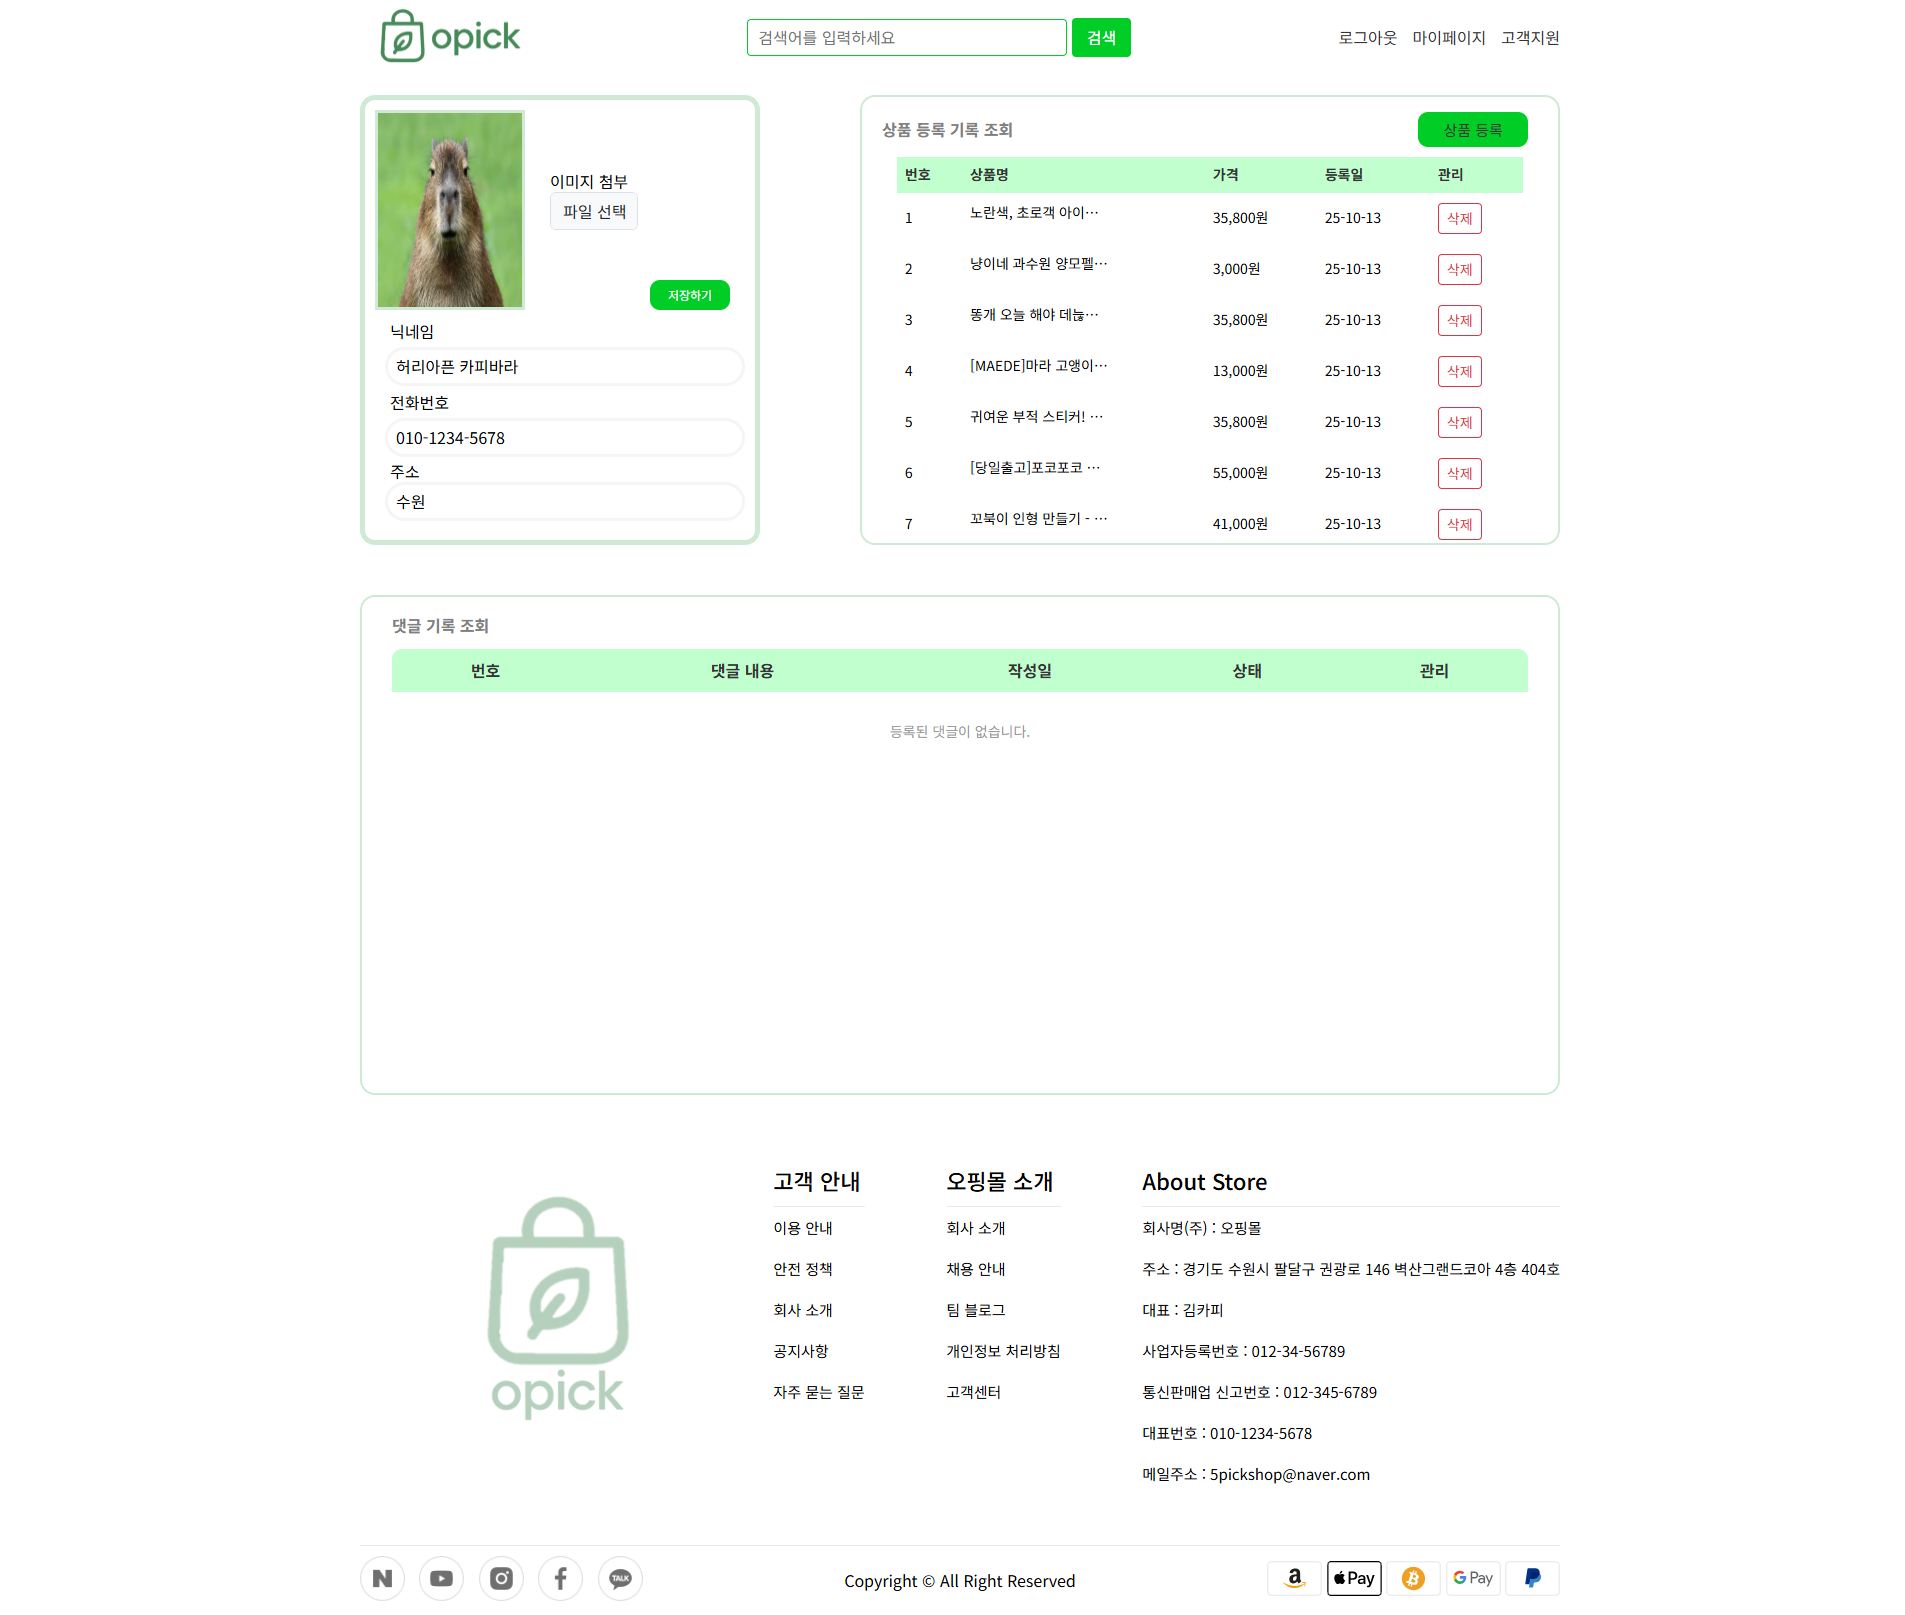 opick
검색어를 입력하세요 검색
로그아웃 마이페이지 고객지원
이미지 첨부
파일 선택
저장하기
닉네임
허리아픈 카피바라
전화번호
010-1234-5678
주소
수원
상품 등록 기록 조회 상품 등록
번호 상품명 가격 등록일 관리
1 노란색, 초로객 아이… 35,800원 25-10-13 삭제
2 냥이네 과수원 양모펠… 3,000원 25-10-13 삭제
3 똥개 오늘 해야 데늖… 35,800원 25-10-13 삭제
4 [MAEDE]마라 고앵이… 13,000원 25-10-13 삭제
5 귀여운 부적 스티커! … 35,800원 25-10-13 삭제
6 [당일출고]포코포코 … 55,000원 25-10-13 삭제
7 꼬북이 인형 만들기 - … 41,000원 25-10-13 삭제
댓글 기록 조회
번호 댓글 내용 작성일 상태 관리
등록된 댓글이 없습니다.
opick
고객 안내
이용 안내
안전 정책
회사 소개
공지사항
자주 묻는 질문
오핑몰 소개
회사 소개
채용 안내
팀 블로그
개인정보 처리방침
고객센터
About Store
회사명(주) : 오핑몰
주소 : 경기도 수원시 팔달구 권광로 146 벽산그랜드코아 4층 404호
대표 : 김카피
사업자등록번호 : 012-34-56789
통신판매업 신고번호 : 012-345-6789
대표번호 : 010-1234-5678
메일주소 : 5pickshop@naver.com
N TALK
Copyright © All Right Reserved
a Pay G Pay